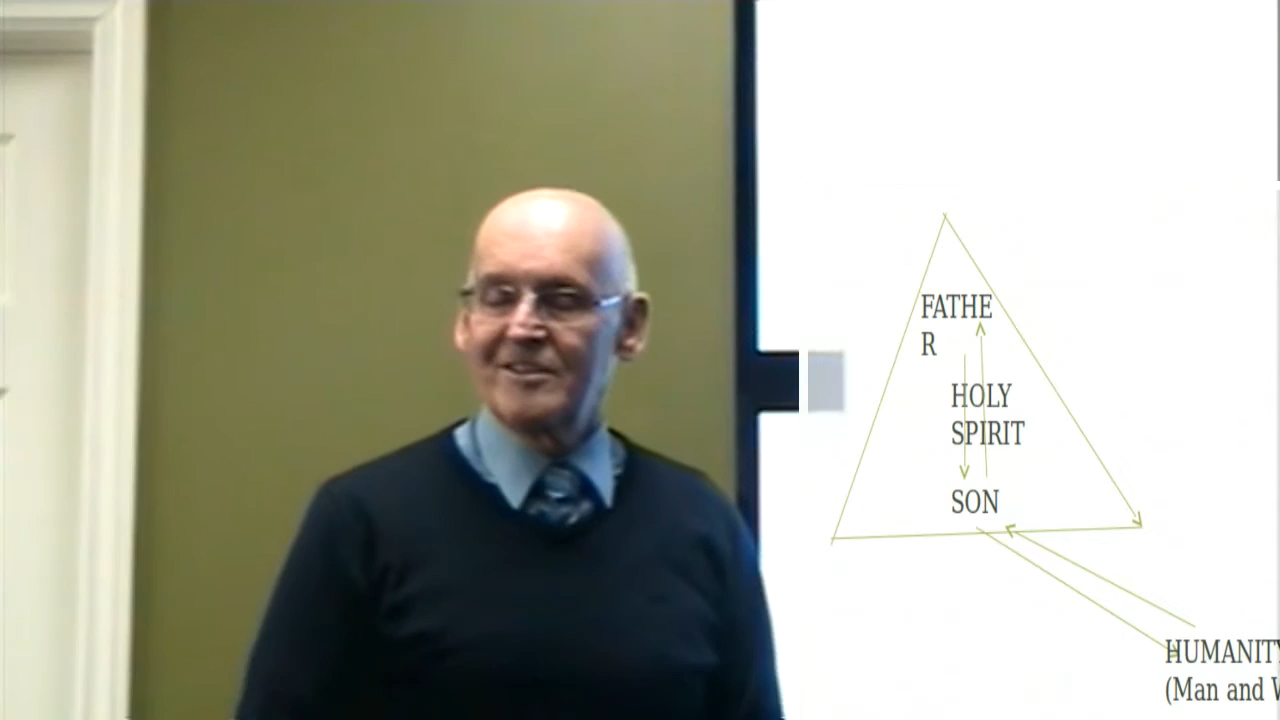 FATHE
R
HOLY
SPIRIT
SON
HUMANITY
(Man and